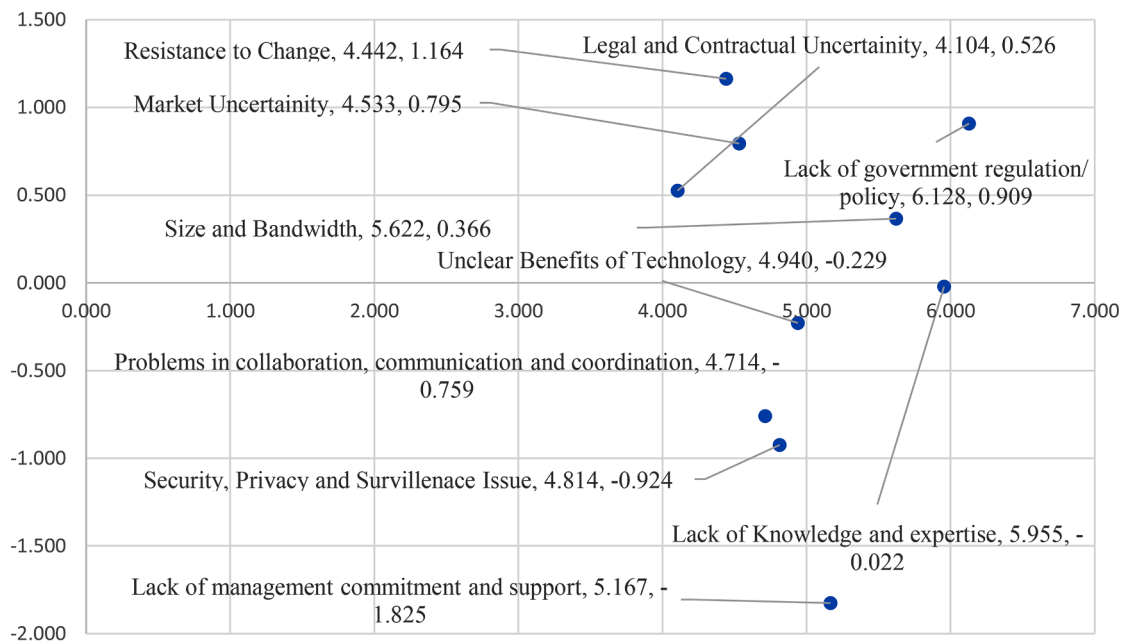 1.500
Resistance to Change, 4.442, 1.164
Legal and Contractual Uncertainity, 4.104, 0.526
Market Uncertainity, 4.533, 0.795
1.000
Lack of government regulation/
policy, 6.128, 0.909
0.500
Size and Bandwidth, 5.622, 0.366
Unclear Benefits of Technology, 4.940, -0.229
0.000
0.000 1.000 2.000 3.000 4.000 5.000 6.000 7.000
Problems in collaboration, communication and coordination, 4.714, -
0.759
-0.500
-1.000
Security, Privacy and Survillenace Issue, 4.814, -0.924
-1.500
Lack of Knowledge and expertise, 5.955, -
0.022
Lack of management commitment and support, 5.167, -
1.825
-2.000